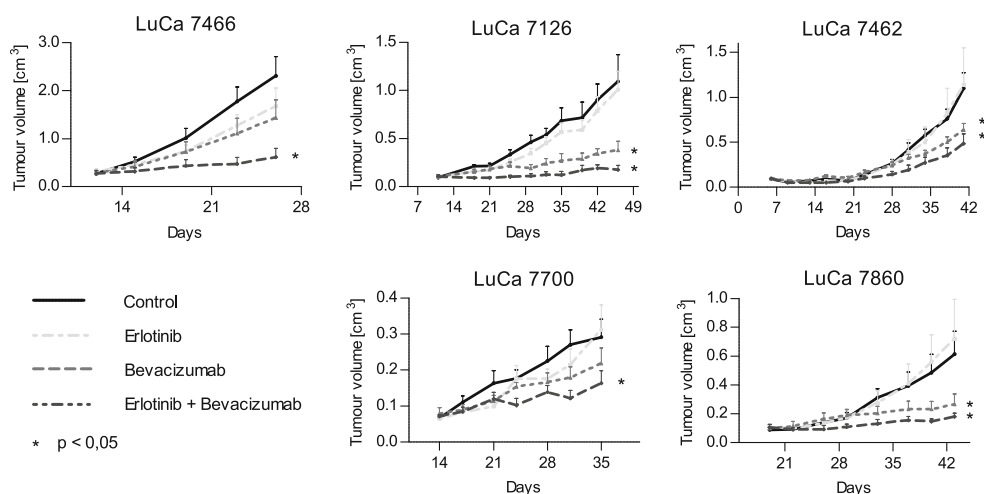 LuCa 7466
Tumour volume [cm³]
3.0
2.0
1.0
0.0
14
21
28
*
Days
LuCa 7126
Tumour volume [cm³]
1.5
1.0
0.5
0.0
7
14
21
28
35
42
49
*
*
Days
LuCa 7462
Tumour volume [cm³]
1.5
1.0
0.5
0.0
0
7
14
21
28
35
42
*
*
Days
Control
Erlotinib
Bevacizumab
Erlotinib + Bevacizumab
* p < 0,05
LuCa 7700
Tumour volume [cm³]
0.4
0.3
0.2
0.1
0.0
14
21
28
35
*
Days
LuCa 7860
Tumour volume [cm³]
1.0
0.8
0.6
0.4
0.2
0.0
21
28
35
42
*
*
Days